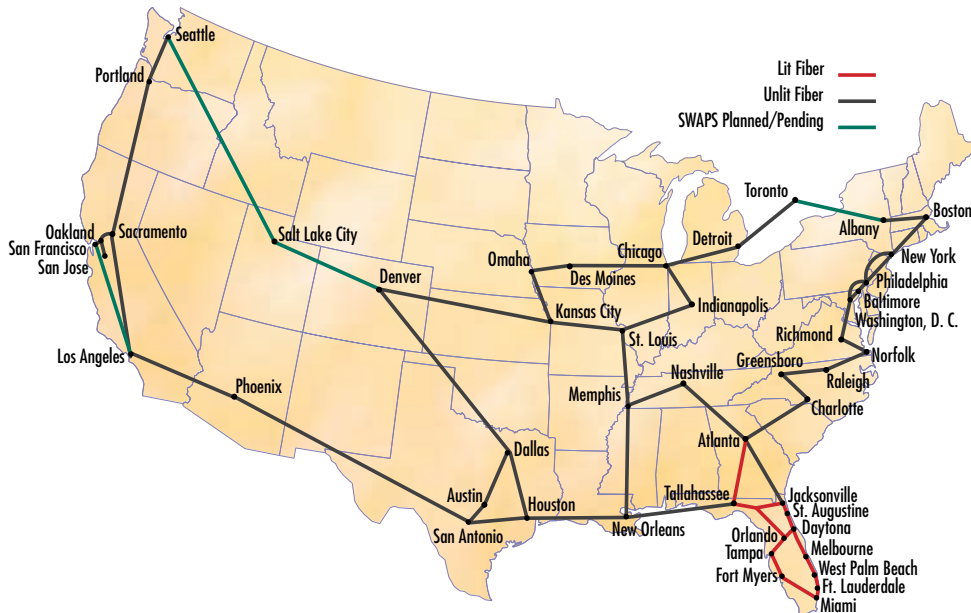 Seattle
Portland
Lit Fiber
Unlit Fiber
SWAPS Planned/Pending
Toronto
Boston
Albany
Oakland
Sacramento
San Francisco
San Jose
Salt Lake City
Detroit
Chicago
New York
Omaha
Des Moines
Denver
Philadelphia
Baltimore
Washington, D. C.
Indianapolis
Kansas City
St. Louis
Richmond
Norfolk
Los Angeles
Greensboro
Nashville
Raleigh
Phoenix
Memphis
Charlotte
Atlanta
Dallas
Austin
Tallahassee
Jacksonville
Houston
St. Augustine
San Antonio
New Orleans
Daytona
Orlando
Tampa
Melbourne
Fort Myers
West Palm Beach
Ft. Lauderdale
Miami